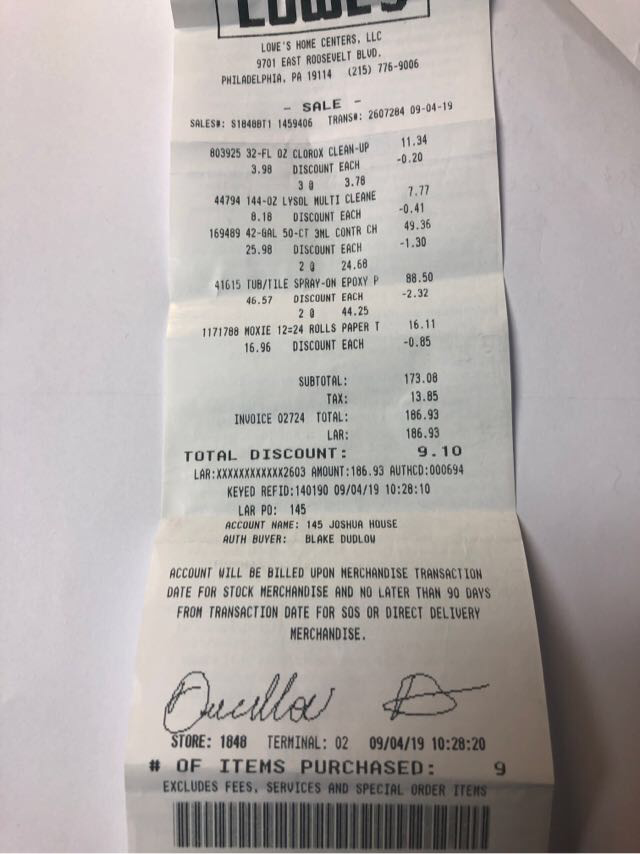 LOWE'S
LOWE'S HOME CENTERS, LLC
9701 EAST ROOSEVELT BLVD.
PHILADELPHIA, PA 19114 (215) 776-9006
- SALE -
SALES#: S1848BT1 1459406 TRANS#: 2607284 09-04-19
803925 32-FL OZ CLOROX CLEAN-UP 11.34
3.98 DISCOUNT EACH -0.20
3 @ 3.78
44794 144-OZ LYSOL MULTI CLEANE 7.77
8.18 DISCOUNT EACH -0.41
169489 42-GAL 50-CT 3ML CONTR CH 49.36
25.98 DISCOUNT EACH -1.30
2 @ 24.68
41615 TUB/TILE SPRAY-ON EPOXY P 88.50
46.57 DISCOUNT EACH -2.32
2 @ 44.25
1171788 MOXIE 12=24 ROLLS PAPER T 16.11
16.96 DISCOUNT EACH -0.85
SUBTOTAL: 173.08
TAX: 13.85
INVOICE 02724 TOTAL: 186.93
LAR: 186.93
TOTAL DISCOUNT: 9.10
LAR:XXXXXXXXXXXX2603 AMOUNT:186.93 AUTHCD:000694
KEYED REFID:140190 09/04/19 10:28:10
LAR PO: 145
ACCOUNT NAME: 145 JOSHUA HOUSE
AUTH BUYER: BLAKE DUDLOW
ACCOUNT WILL BE BILLED UPON MERCHANDISE TRANSACTION
DATE FOR STOCK MERCHANDISE AND NO LATER THAN 90 DAYS
FROM TRANSACTION DATE FOR SOS OR DIRECT DELIVERY
MERCHANDISE.
STORE: 1848 TERMINAL: 02 09/04/19 10:28:20
# OF ITEMS PURCHASED: 9
EXCLUDES FEES, SERVICES AND SPECIAL ORDER ITEMS